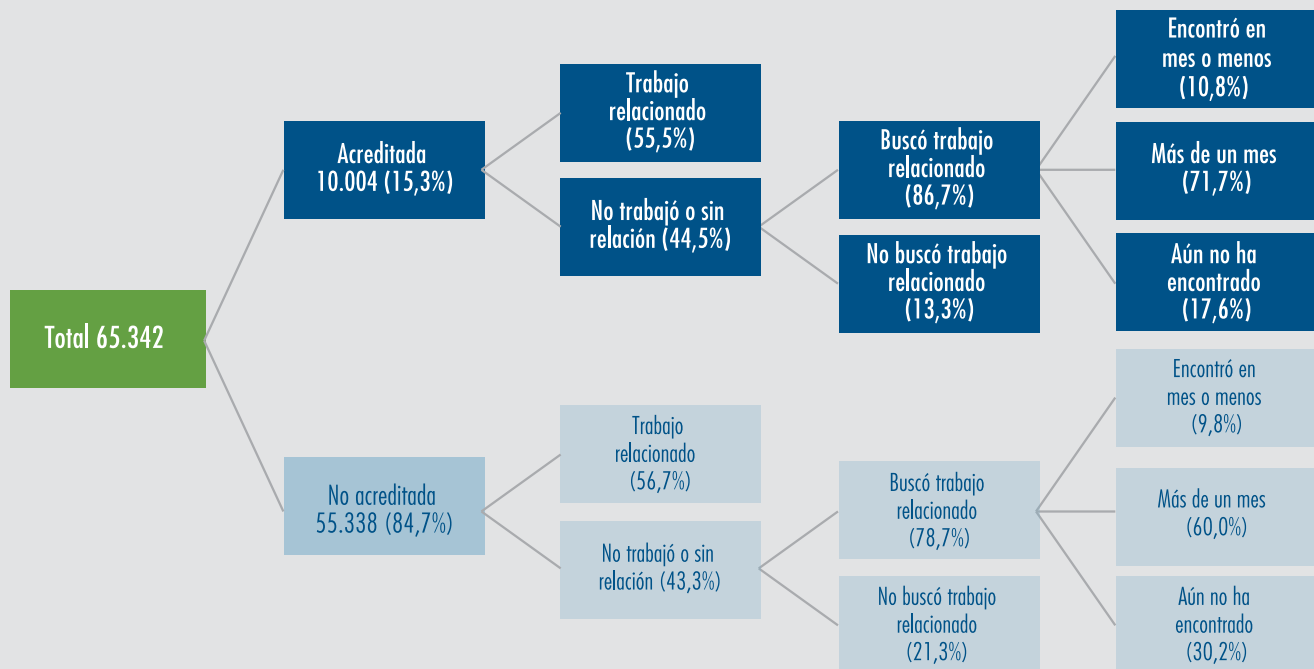 Total 65.342
Acreditada
10.004 (15,3%)
Trabajo
relacionado
(55,5%)
No trabajó o sin
relación (44,5%)
Buscó trabajo
relacionado
(86,7%)
No buscó trabajo
relacionado
(13,3%)
Encontró en
mes o menos
(10,8%)
Más de un mes
(71,7%)
Aún no ha
encontrado
(17,6%)
No acreditada
55.338 (84,7%)
Trabajo
relacionado
(56,7%)
No trabajó o sin
relación (43,3%)
Buscó trabajo
relacionado
(78,7%)
No buscó trabajo
relacionado
(21,3%)
Encontró en
mes o menos
(9,8%)
Más de un mes
(60,0%)
Aún no ha
encontrado
(30,2%)